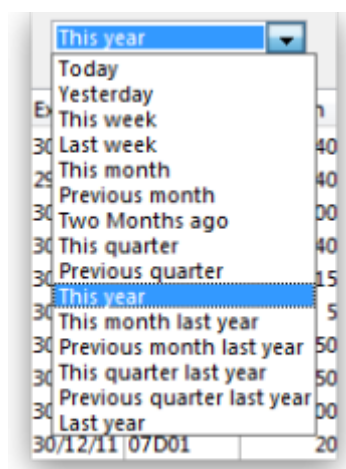 This year
Today
Yesterday
This week
Last week
This month
Previous month
Two Months ago
This quarter
Previous quarter
This year
This month last year
Previous month last year
This quarter last year
Previous quarter last year
Last year
30/12/11 07D01 20